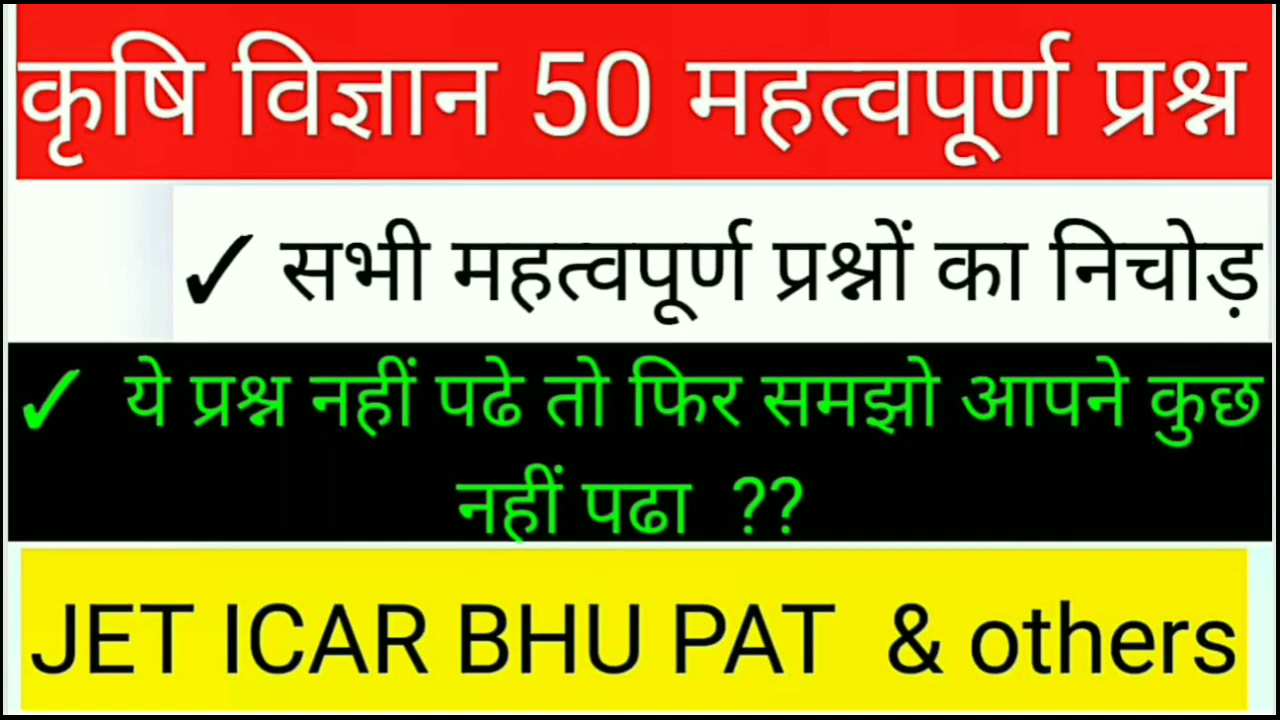 कृषि विज्ञान 50 महत्वपूर्ण प्रश्न
✓ सभी महत्वपूर्ण प्रश्नों का निचोड़
✓ ये प्रश्न नहीं पढे तो फिर समझो आपने कुछ
नहीं पढा ??
JET ICAR BHU PAT & others